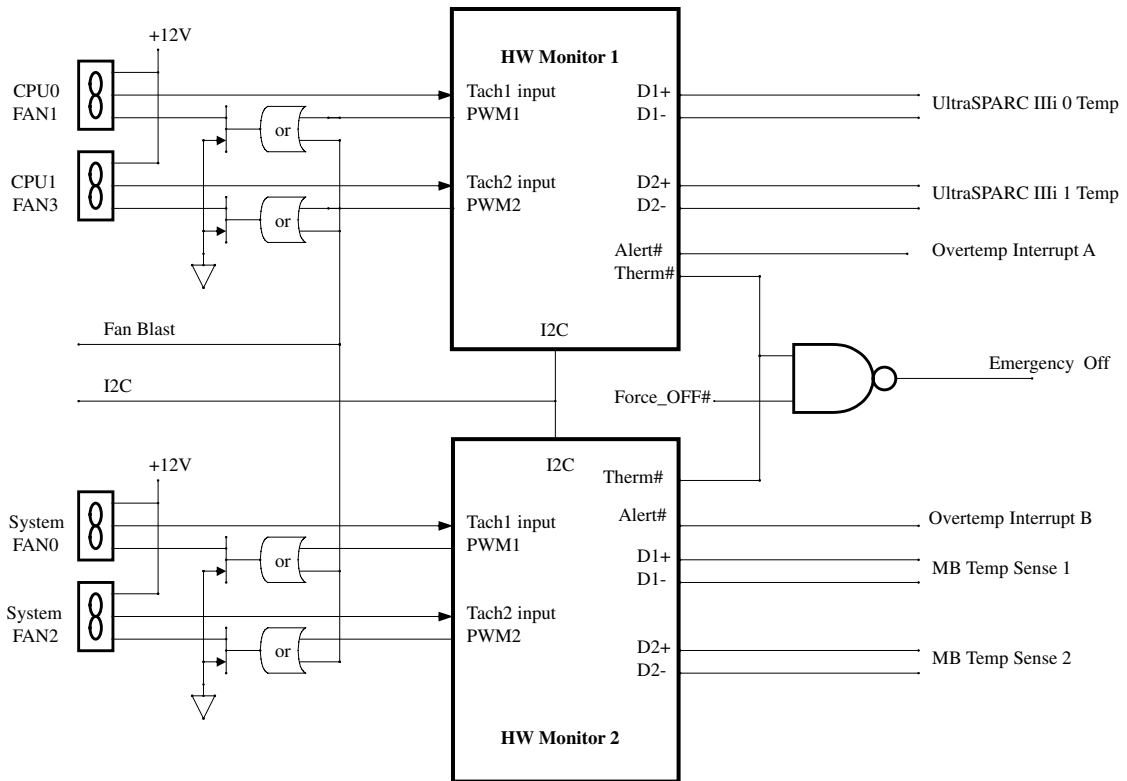 +12V
HW Monitor 1
CPU0
FAN1
Tach1 input
PWM1
or
D1+
D1-
UltraSPARC IIIi 0 Temp
CPU1
FAN3
Tach2 input
PWM2
or
D2+
D2-
UltraSPARC IIIi 1 Temp
Alert#
Therm#
Overtemp Interrupt A
Fan Blast
I2C
I2C
Force_OFF#
Emergency Off
I2C
+12V
Therm#
Alert#
Overtemp Interrupt B
System
FAN0
Tach1 input
PWM1
or
D1+
D1-
MB Temp Sense 1
System
FAN2
Tach2 input
PWM2
or
D2+
D2-
MB Temp Sense 2
HW Monitor 2